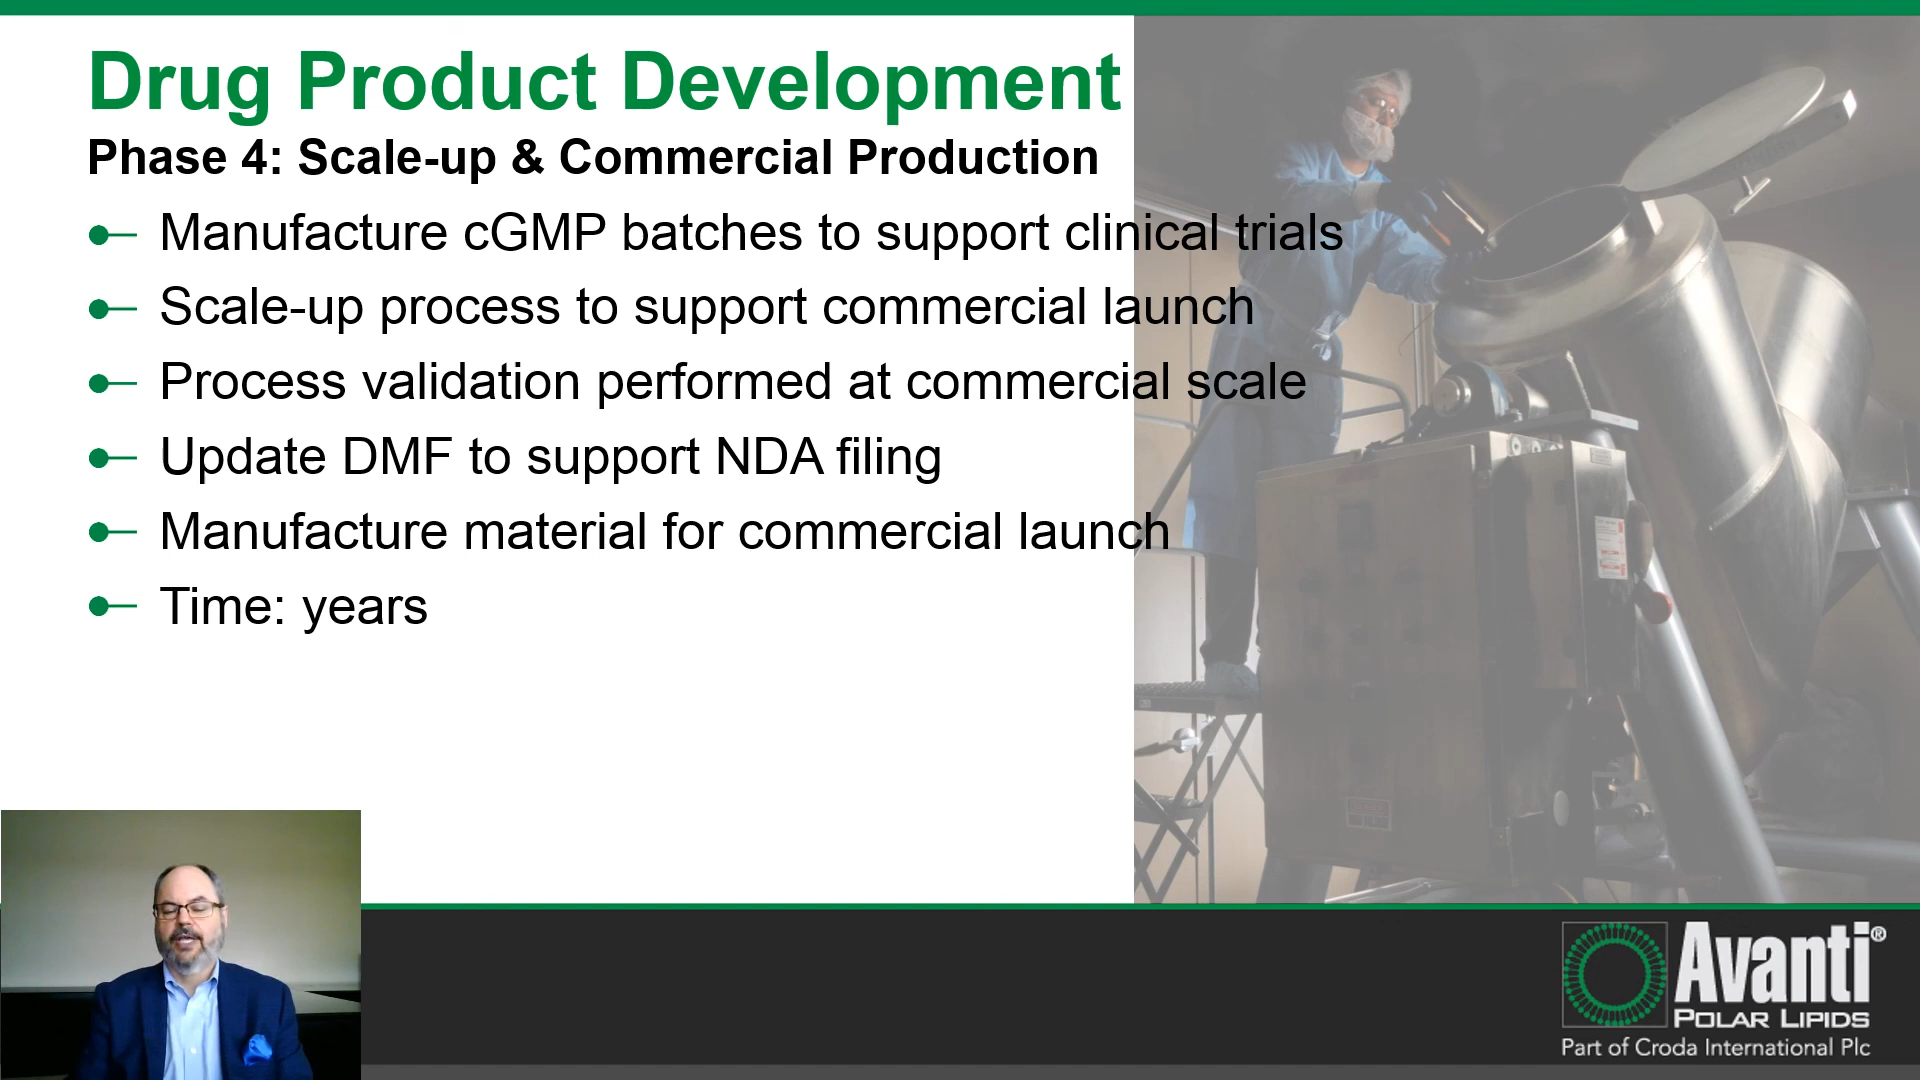 Drug Product Development
Phase 4: Scale-up & Commercial Production
Manufacture cGMP batches to support clinical trials
Scale-up process to support commercial launch
Process validation performed at commercial scale
Update DMF to support NDA filing
Manufacture material for commercial launch
Time: years
Avanti®
POLAR LIPIDS
Part of Croda International Plc